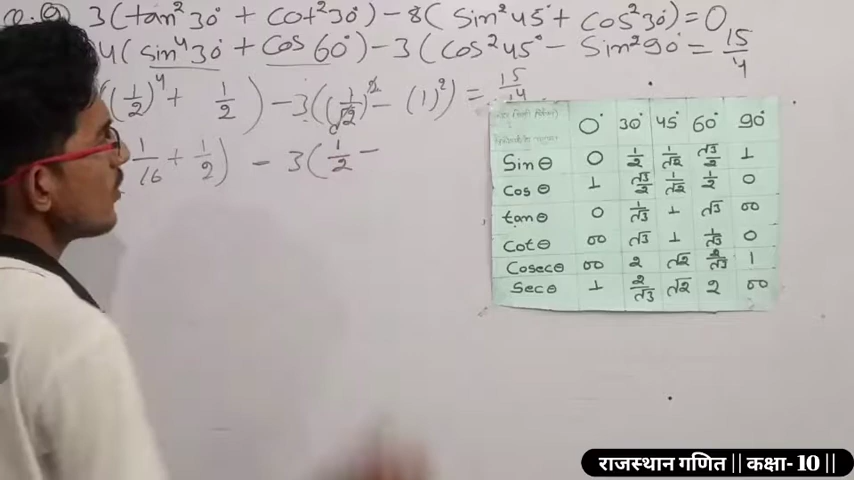 3(tan²30° + cot²30°) – 8(Sin²45° + Cos²30) = 0
4(sin⁴30° + Cos 60°) – 3(Cos²45° – Sin²90° = 15/4
(1/2)⁴ + 1/2) – 3((1/√2)² – (1)²) = 15/14
1/16 + 1/2) – 3(1/2 –
0° 30° 45° 60° 90°
Sinθ 0 1/2 1/√2 √3/2 1
Cosθ 1 √3/2 1/√2 1/2 0
tanθ 0 1/√3 1 √3 ∞
Cotθ ∞ √3 1 1/√3 0
Cosecθ ∞ 2 √2 2/√3 1
Secθ 1 2/√3 √2 2 ∞
राजस्थान गणित || कक्षा- 10 ||